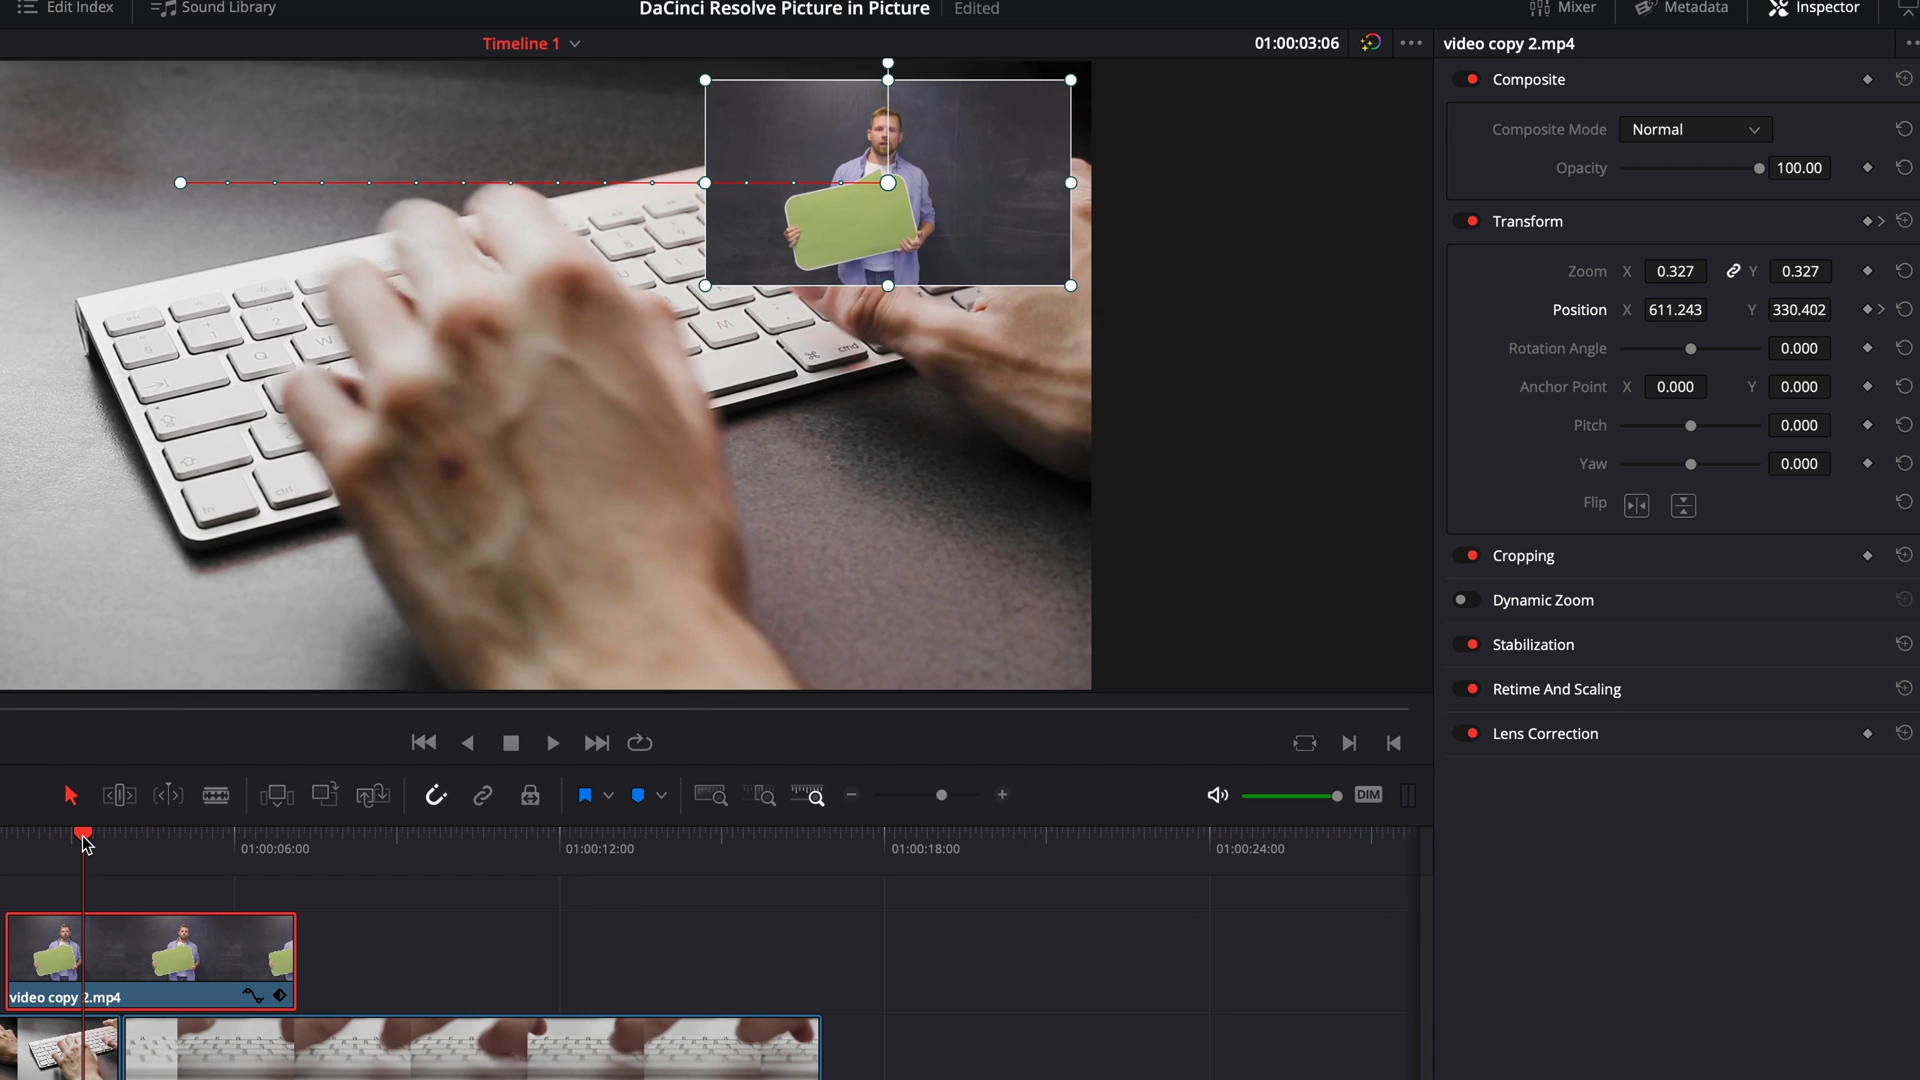 Edit Index
Sound Library
DaCinci Resolve Picture in Picture
Edited
Mixer
Metadata
Inspector
Timeline 1
01:00:03:06
video copy 2.mp4
Composite
Composite Mode Normal
Opacity 100.00
Transform
Zoom X 0.327 Y 0.327
Position X 611.243 Y 330.402
Rotation Angle 0.000
Anchor Point X 0.000 Y 0.000
Pitch 0.000
Yaw 0.000
Flip
Cropping
Dynamic Zoom
Stabilization
Retime And Scaling
Lens Correction
esc
Q
W
M
cmd
ctrl
fn
DIM
01:00:06:00
01:00:12:00
01:00:18:00
01:00:24:00
video copy 2.mp4